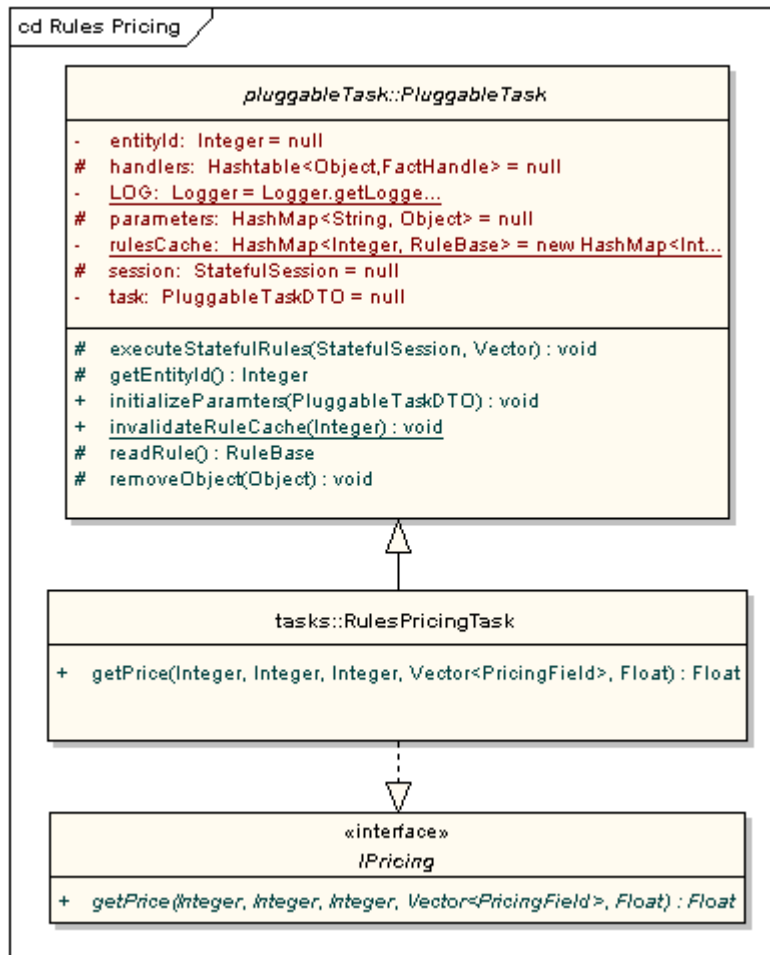 cd Rules Pricing
pluggableTask::PluggableTask
- entityId: Integer = null
# handlers: Hashtable<Object,FactHandle> = null
- LOG: Logger = Logger.getLogge...
# parameters: HashMap<String, Object> = null
- rulesCache: HashMap<Integer, RuleBase> = new HashMap<Int...
# session: StatefulSession = null
- task: PluggableTaskDTO = null
# executeStatefulRules(StatefulSession, Vector) : void
# getEntityId() : Integer
+ initializeParamters(PluggableTaskDTO) : void
+ invalidateRuleCache(Integer) : void
# readRule() : RuleBase
# removeObject(Object) : void
tasks::RulesPricingTask
+ getPrice(Integer, Integer, Integer, Vector<PricingField>, Float) : Float
«interface»
IPricing
+ getPrice(Integer, Integer, Integer, Vector<PricingField>, Float) : Float